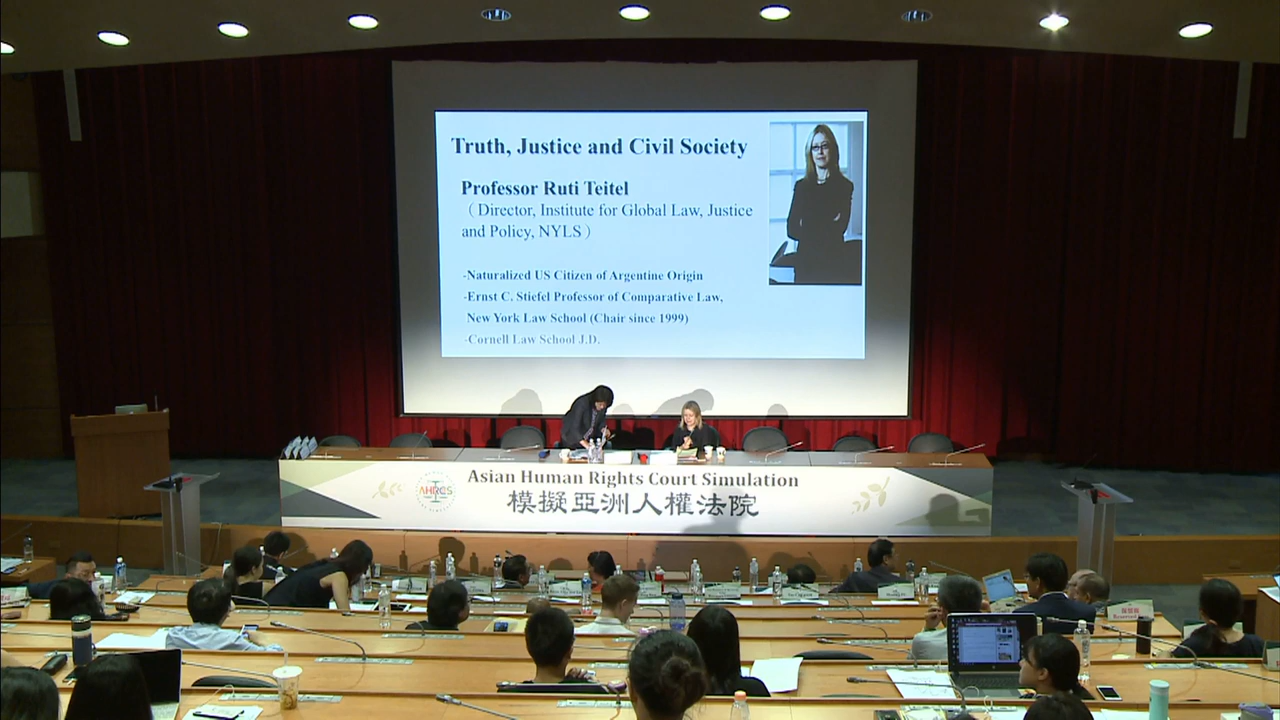 Truth, Justice and Civil Society
Professor Ruti Teitel
（Director, Institute for Global Law, Justice
and Policy, NYLS）
-Naturalized US Citizen of Argentine Origin
-Ernst C. Stiefel Professor of Comparative Law,
New York Law School (Chair since 1999)
-Cornell Law School J.D.
Asian Human Rights Court Simulation
AHRCS
模擬亞洲人權法院
Reserved